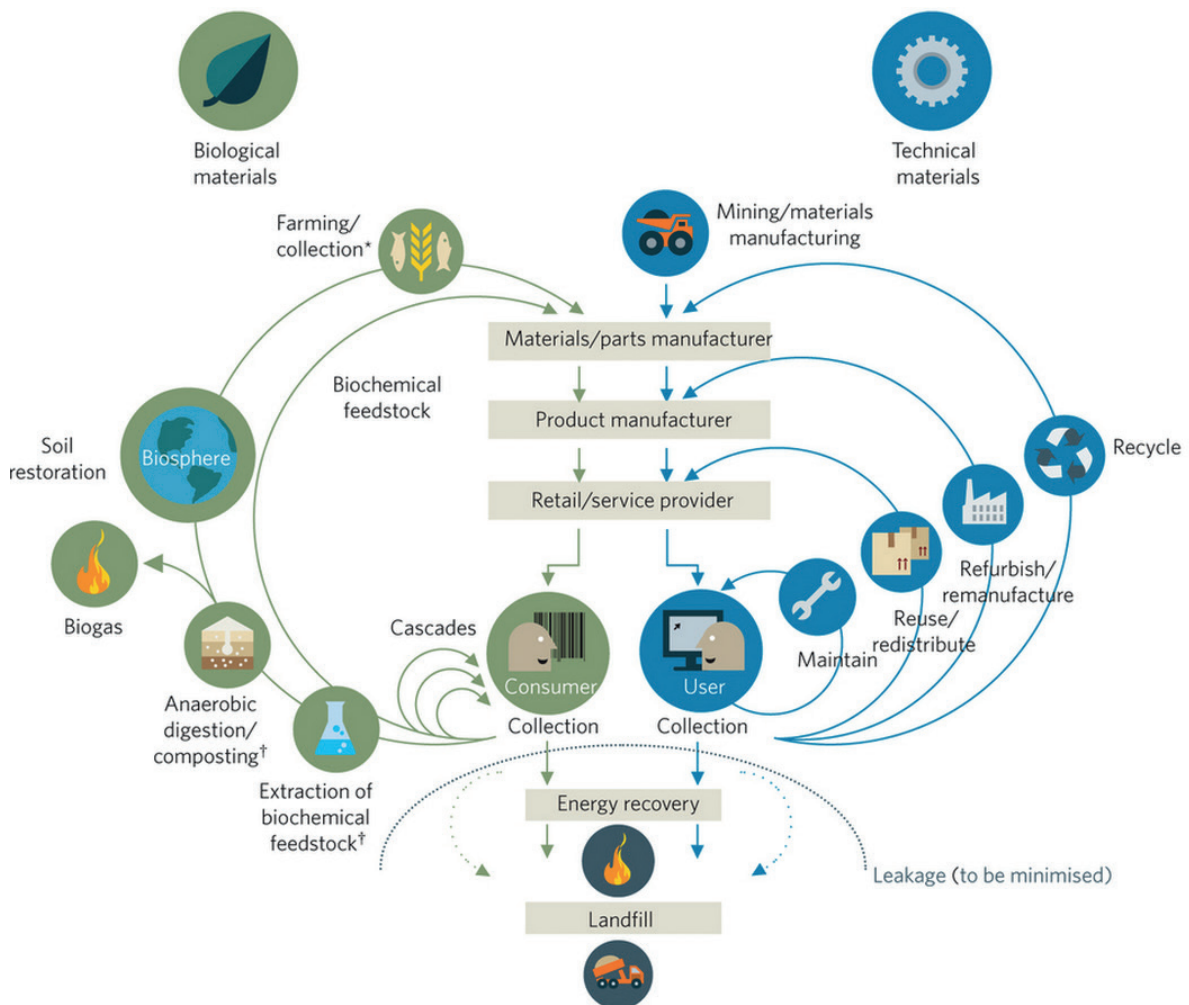 Biological
materials
Technical
materials
Farming/
collection*
Mining/materials
manufacturing
Materials/parts manufacturer
Biochemical
feedstock
Product manufacturer
Soil
restoration
Biosphere
Recycle
Retail/service provider
Biogas
Refurbish/
remanufacture
Reuse/
redistribute
Cascades
Maintain
Consumer
User
Collection
Collection
Anaerobic
digestion/
composting†
Extraction of
biochemical
feedstock†
Energy recovery
Leakage (to be minimised)
Landfill